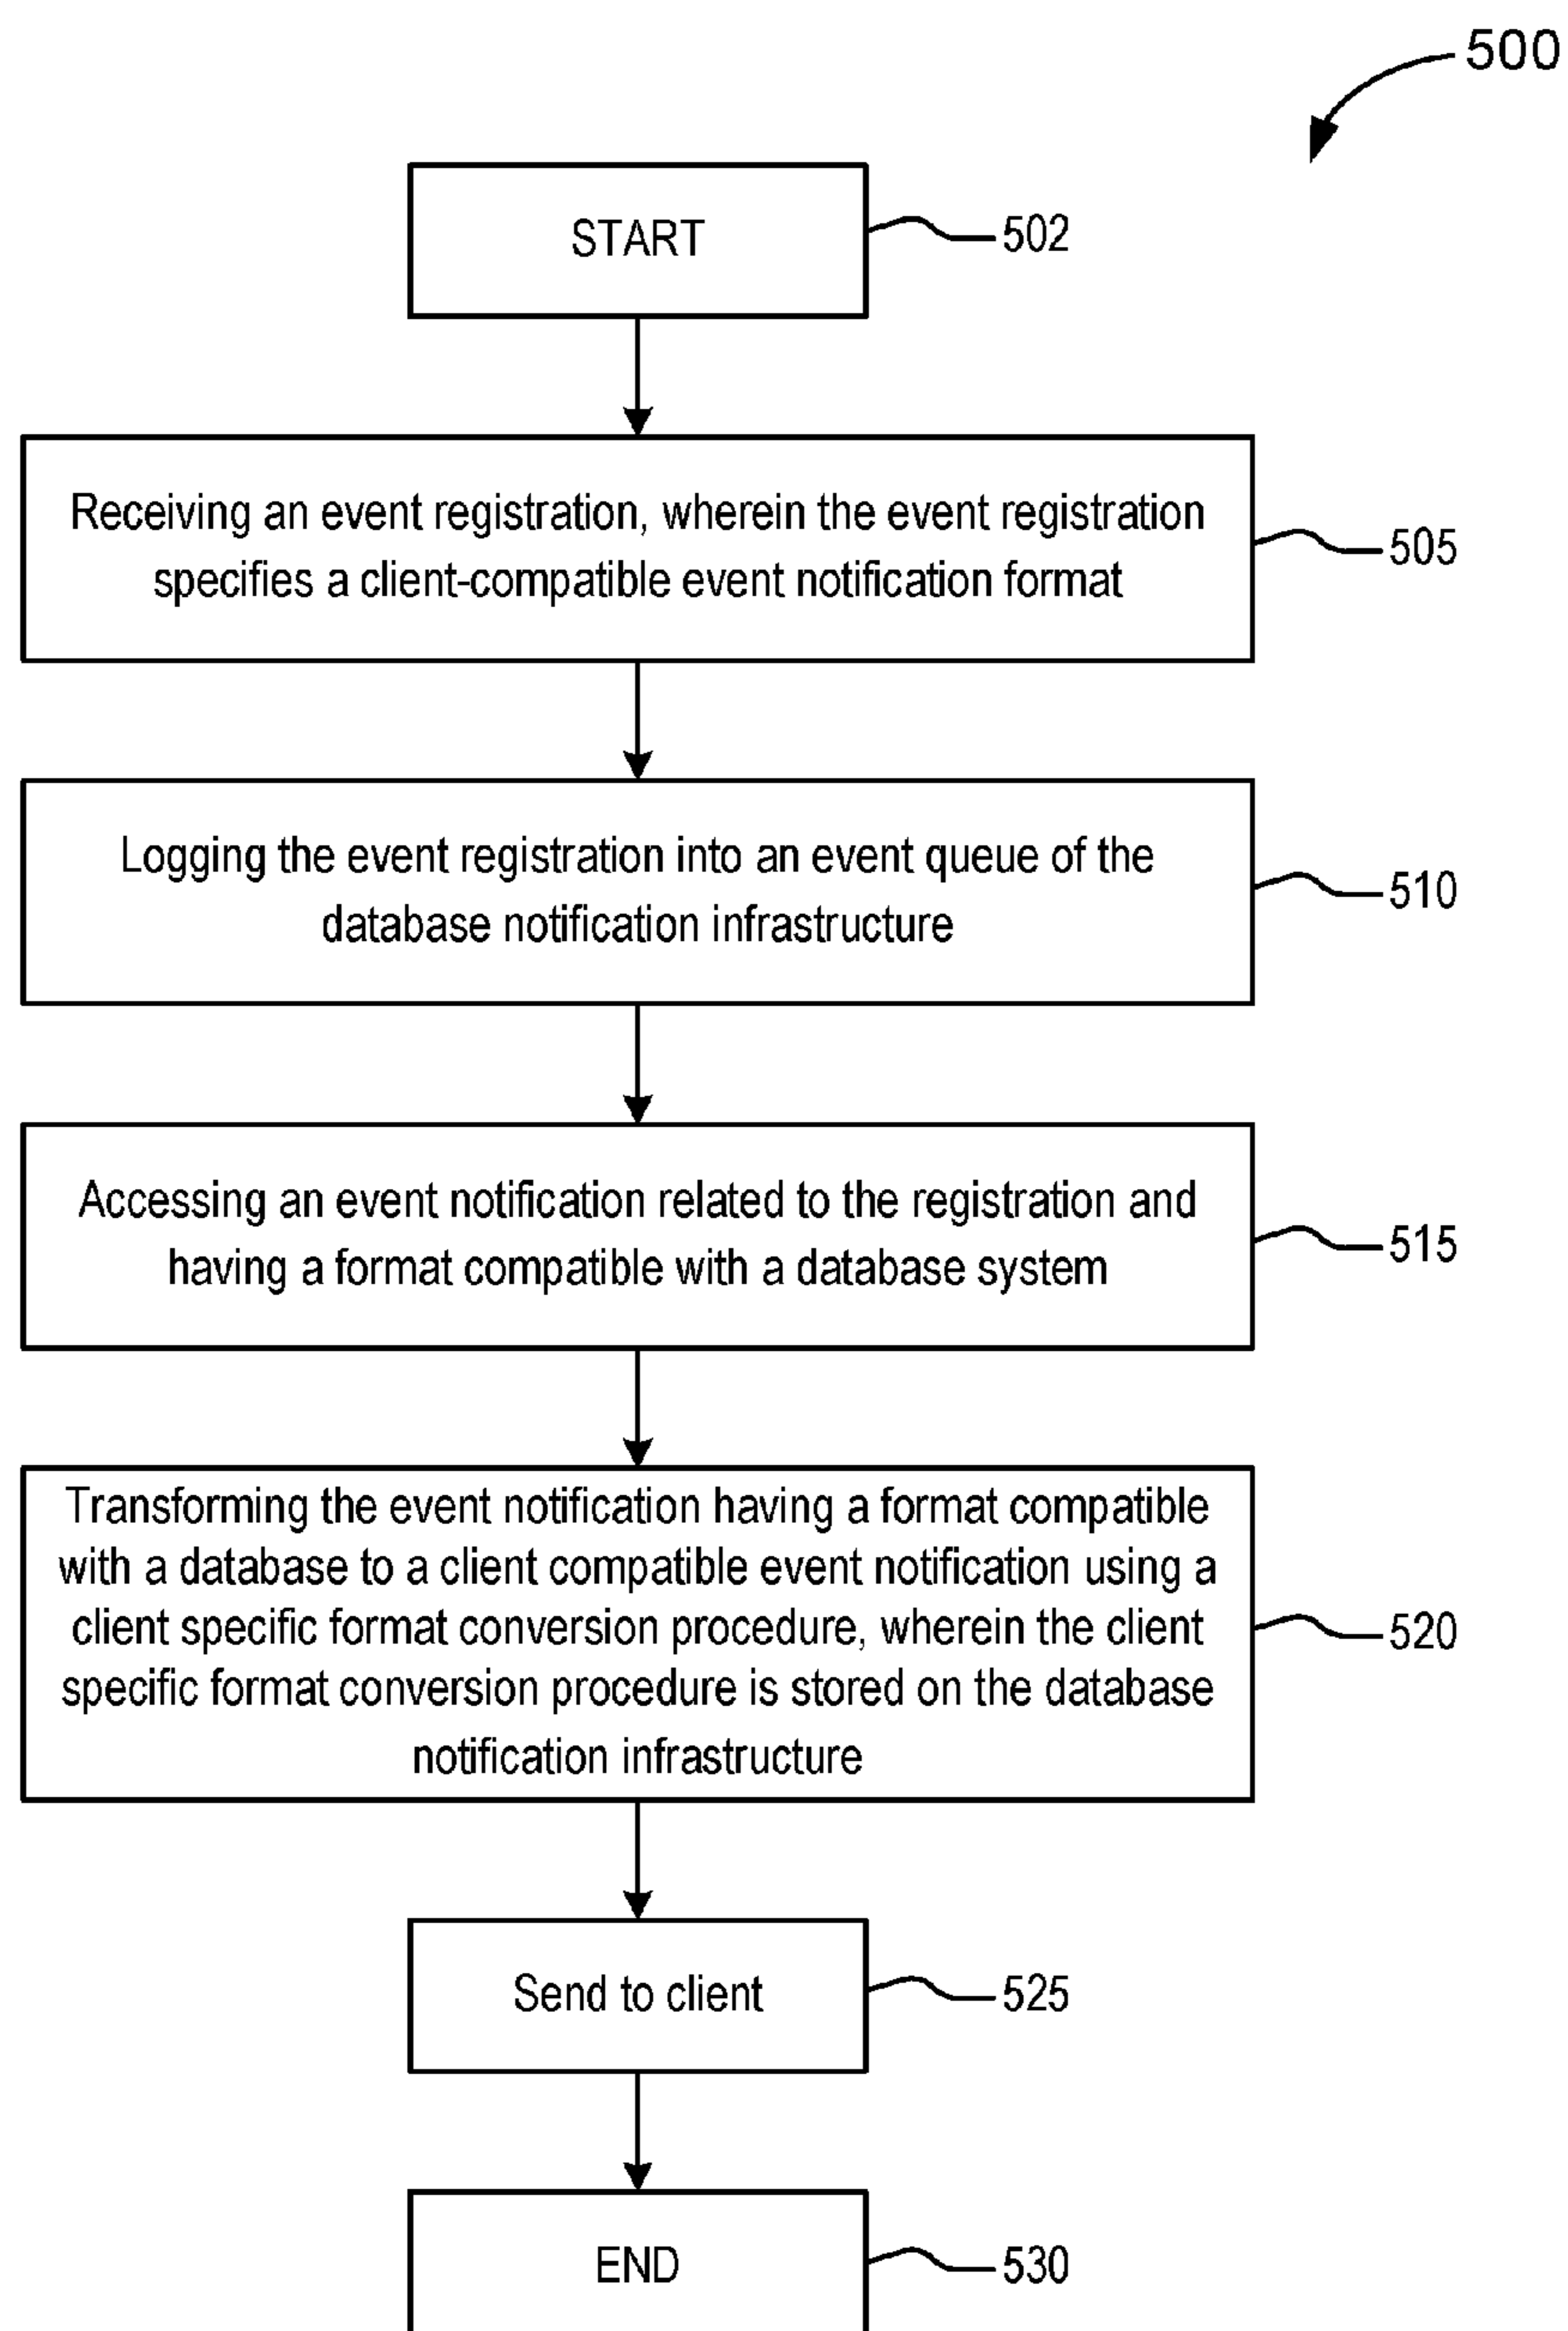 500
START
502
Receiving an event registration, wherein the event registration
specifies a client-compatible event notification format
505
Logging the event registration into an event queue of the
database notification infrastructure
510
Accessing an event notification related to the registration and
having a format compatible with a database system
515
Transforming the event notification having a format compatible
with a database to a client compatible event notification using a
client specific format conversion procedure, wherein the client
specific format conversion procedure is stored on the database
notification infrastructure
520
Send to client
525
END
530